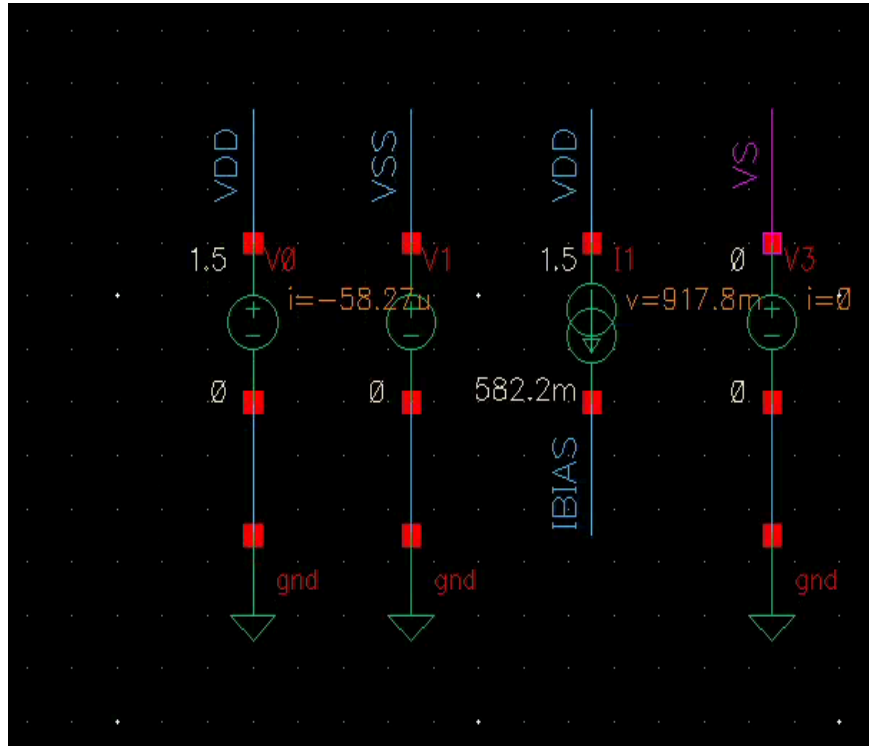 VDD
VSS
VDD
VS
1.5
V0
V1
1.5
I1
0
V3
i=-58.27u
v=917.8m
i=0
0
0
582.2m
0
IBIAS
gnd
gnd
gnd